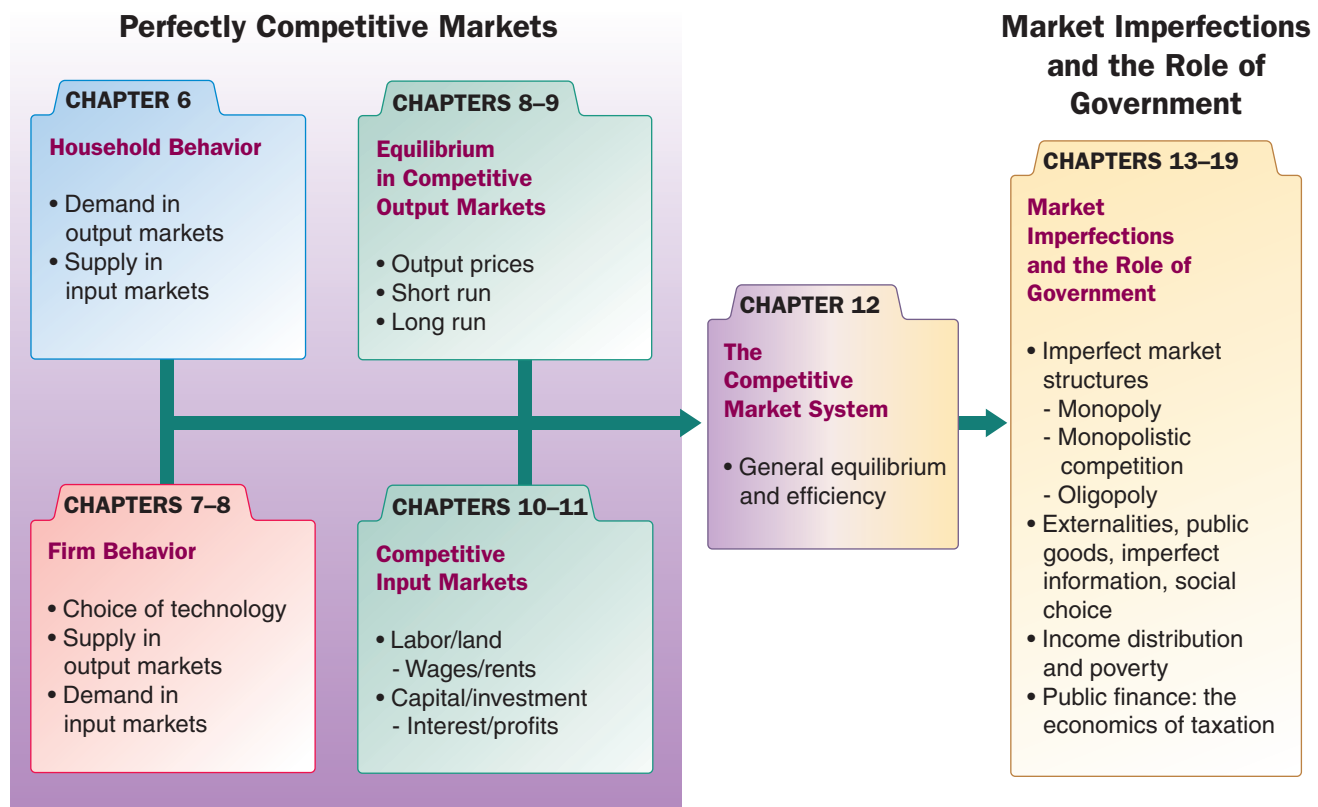 Perfectly Competitive Markets
CHAPTER 6
Household Behavior
• Demand in
output markets
• Supply in
input markets
CHAPTERS 8–9
Equilibrium
in Competitive
Output Markets
• Output prices
• Short run
• Long run
CHAPTERS 7–8
Firm Behavior
• Choice of technology
• Supply in
output markets
• Demand in
input markets
CHAPTERS 10–11
Competitive
Input Markets
• Labor/land
- Wages/rents
• Capital/investment
- Interest/profits
CHAPTER 12
The
Competitive
Market System
• General equilibrium
and efficiency
Market Imperfections
and the Role of
Government
CHAPTERS 13–19
Market
Imperfections
and the Role of
Government
• Imperfect market
structures
- Monopoly
- Monopolistic
competition
- Oligopoly
• Externalities, public
goods, imperfect
information, social
choice
• Income distribution
and poverty
• Public finance: the
economics of taxation